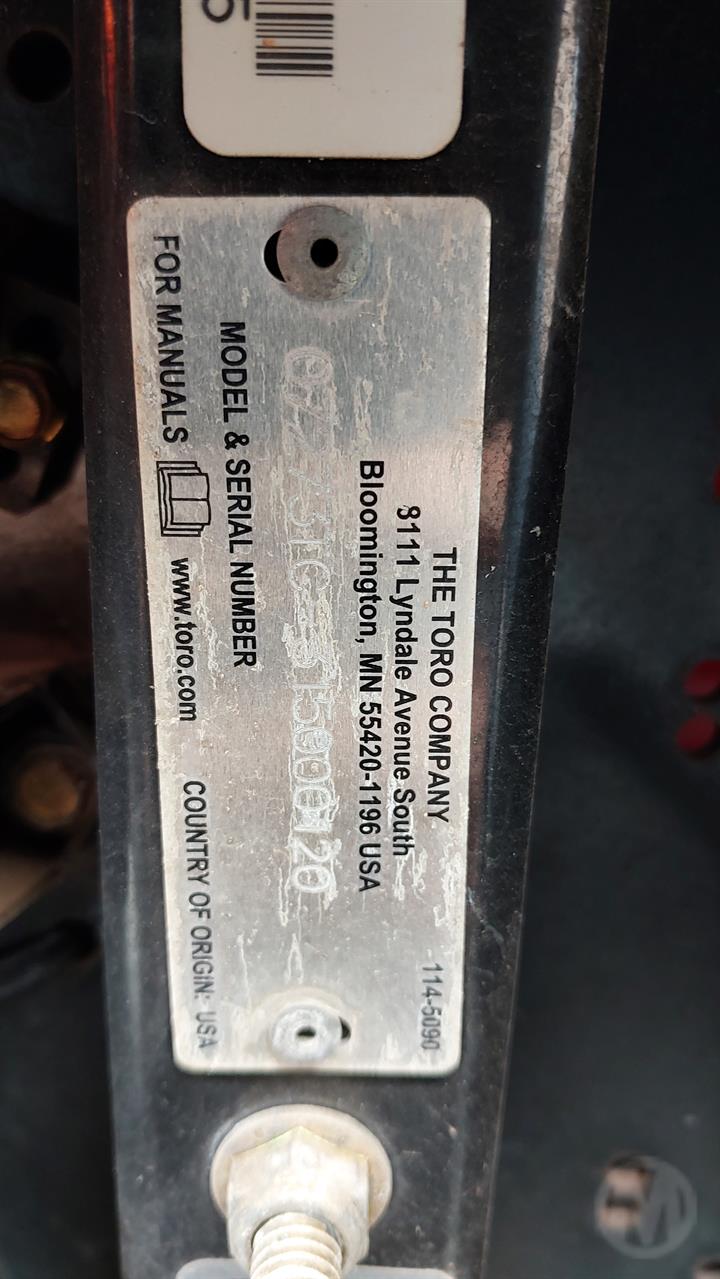 5
THE TORO COMPANY
8111 Lyndale Avenue South
Bloomington, MN 55420-1196 USA
114-5090
MODEL & SERIAL NUMBER
FOR MANUALS www.toro.com
COUNTRY OF ORIGIN: USA